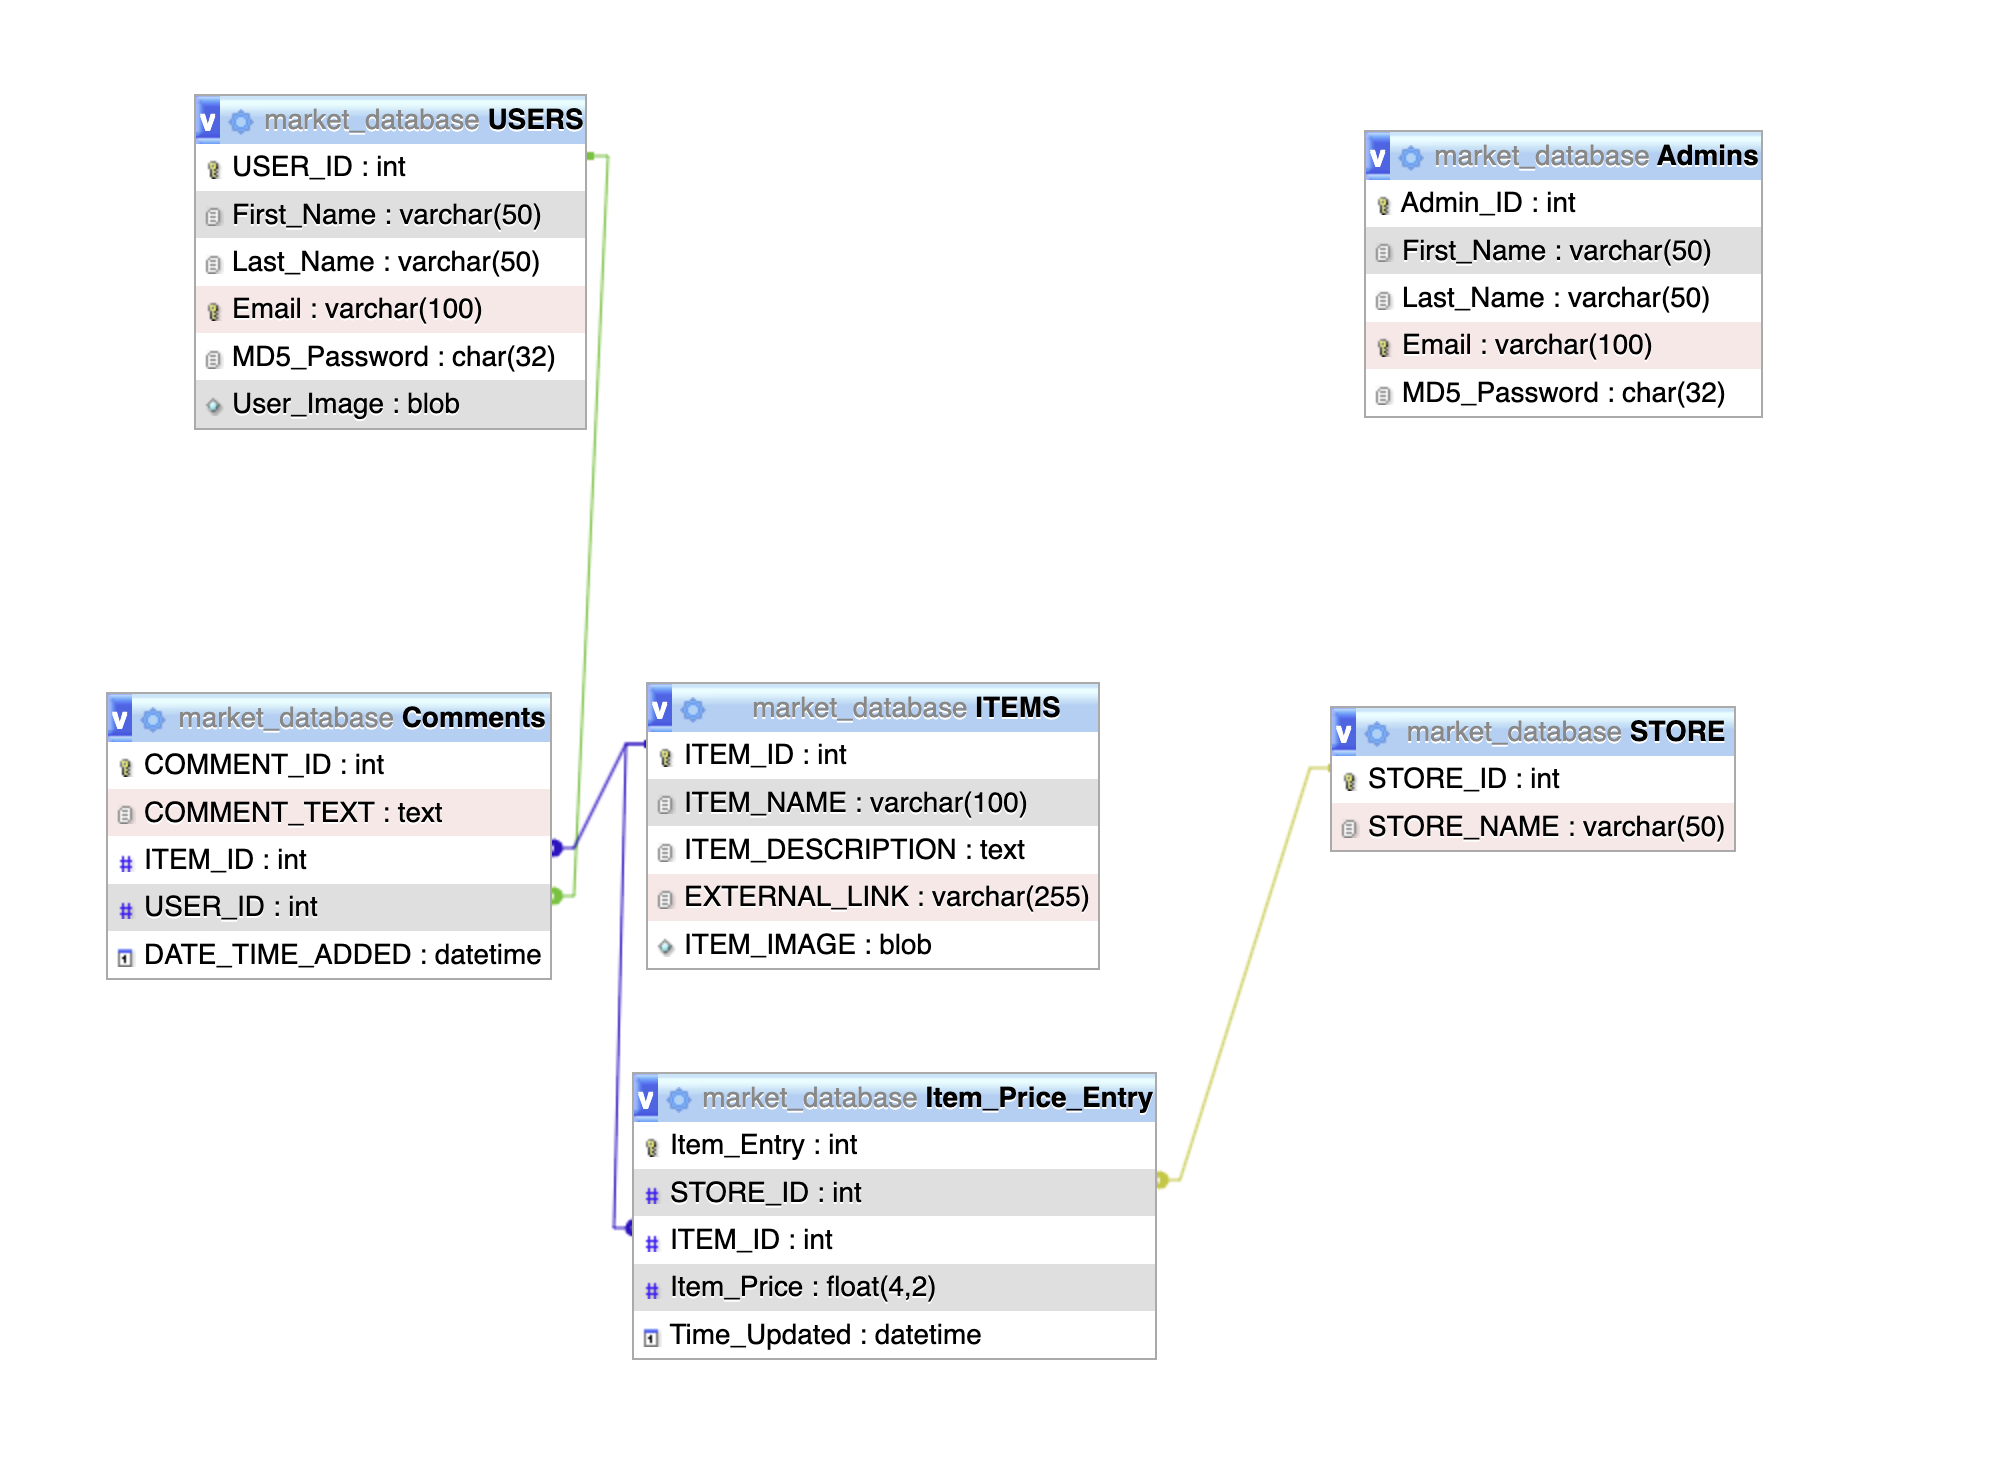 v market_database USERS
USER_ID : int
First_Name : varchar(50)
Last_Name : varchar(50)
Email : varchar(100)
MD5_Password : char(32)
User_Image : blob
v market_database Admins
Admin_ID : int
First_Name : varchar(50)
Last_Name : varchar(50)
Email : varchar(100)
MD5_Password : char(32)
v market_database Comments
COMMENT_ID : int
COMMENT_TEXT : text
# ITEM_ID : int
# USER_ID : int
1 DATE_TIME_ADDED : datetime
v market_database ITEMS
ITEM_ID : int
ITEM_NAME : varchar(100)
ITEM_DESCRIPTION : text
EXTERNAL_LINK : varchar(255)
ITEM_IMAGE : blob
v market_database STORE
STORE_ID : int
STORE_NAME : varchar(50)
v market_database Item_Price_Entry
Item_Entry : int
# STORE_ID : int
# ITEM_ID : int
# Item_Price : float(4,2)
1 Time_Updated : datetime